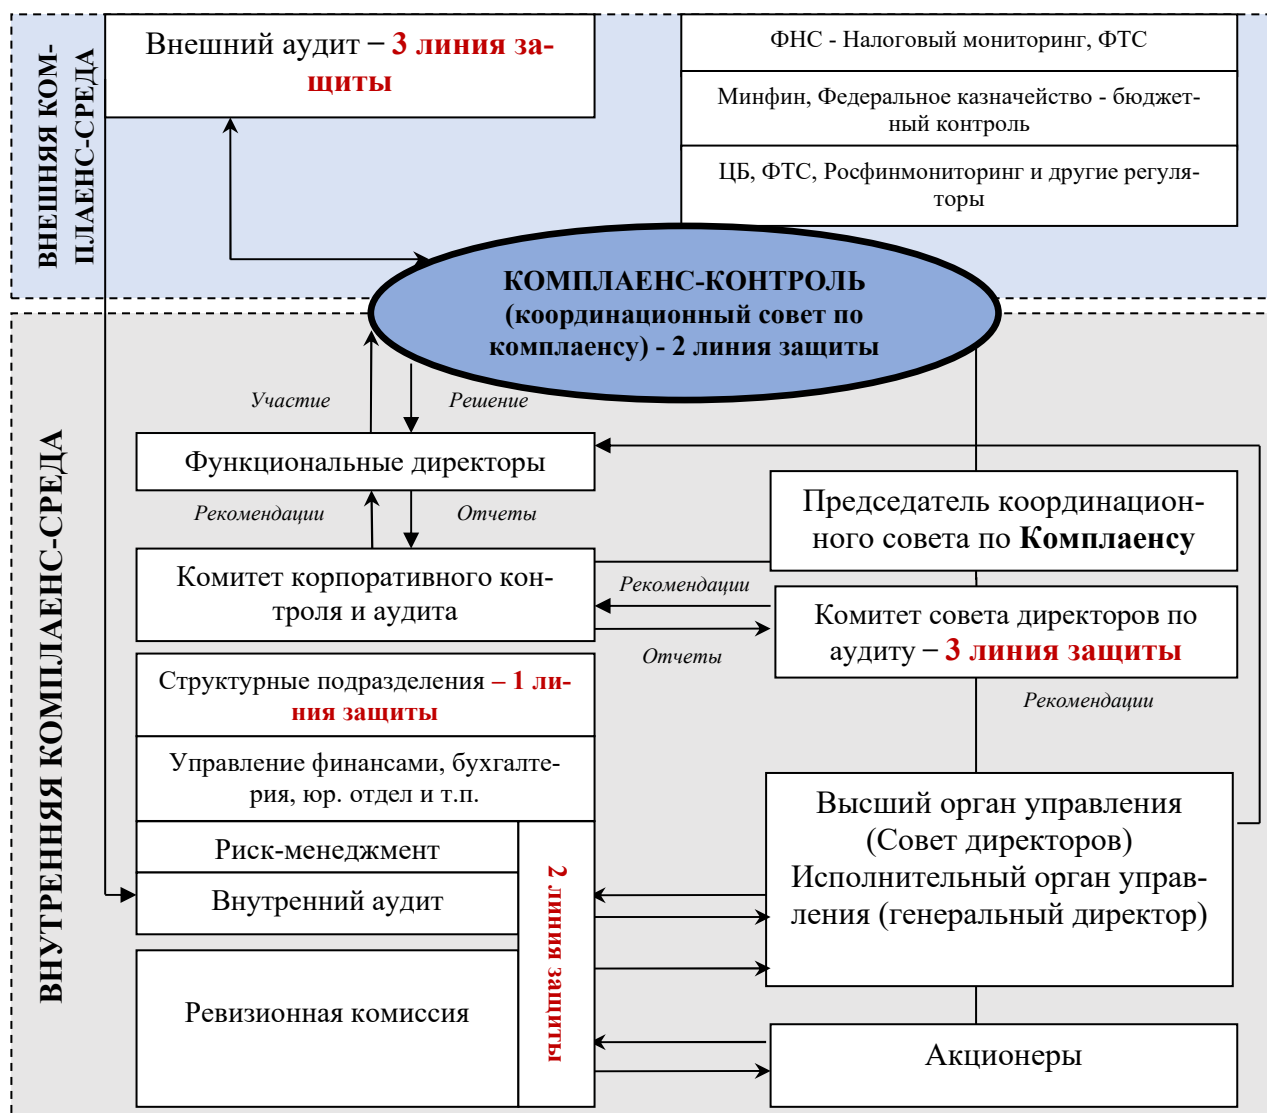 ВНЕШНЯЯ КОМ-
ПЛАЕНС-СРЕДА
Внешний аудит – 3 линия за-
щиты
ФНС - Налоговый мониторинг, ФТС
Минфин, Федеральное казначейство - бюджет-
ный контроль
ЦБ, ФТС, Росфинмониторинг и другие регуля-
торы
КОМПЛАЕНС-КОНТРОЛЬ
(координационный совет по
комплаенсу) - 2 линия защиты
ВНУТРЕННЯЯ КОМПЛАЕНС-СРЕДА
Участие
Решение
Функциональные директоры
Рекомендации
Отчеты
Председатель координацион-
ного совета по Комплаенсу
Комитет корпоративного кон-
троля и аудита
Рекомендации
Отчеты
Комитет совета директоров по
аудиту – 3 линия защиты
Рекомендации
Структурные подразделения – 1 ли-
ния защиты
Управление финансами, бухгалте-
рия, юр. отдел и т.п.
Риск-менеджмент
Внутренний аудит
2 линия защиты
Ревизионная комиссия
Высший орган управления
(Совет директоров)
Исполнительный орган управ-
ления (генеральный директор)
Акционеры